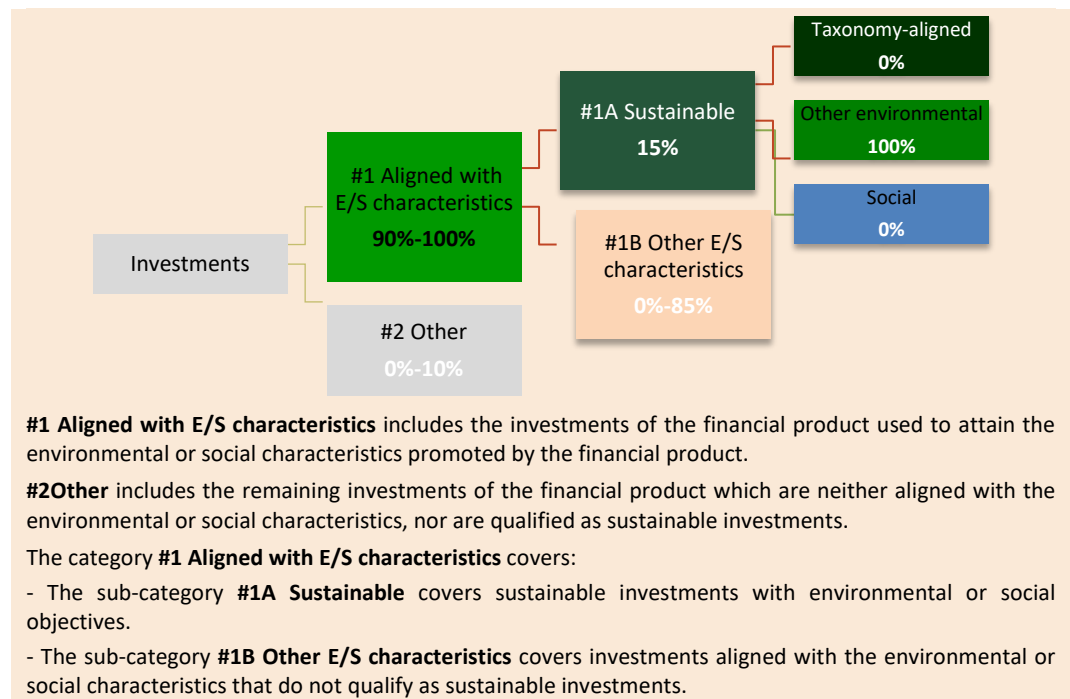 Taxonomy-aligned
0%
#1A Sustainable
15%
Other environmental
100%
#1 Aligned with
E/S characteristics
90%-100%
Social
0%
#1B Other E/S
characteristics
0%-85%
Investments
#2 Other
0%-10%
#1 Aligned with E/S characteristics includes the investments of the financial product used to attain the
environmental or social characteristics promoted by the financial product.
#2Other includes the remaining investments of the financial product which are neither aligned with the
environmental or social characteristics, nor are qualified as sustainable investments.
The category #1 Aligned with E/S characteristics covers:
- The sub-category #1A Sustainable covers sustainable investments with environmental or social
objectives.
- The sub-category #1B Other E/S characteristics covers investments aligned with the environmental or
social characteristics that do not qualify as sustainable investments.